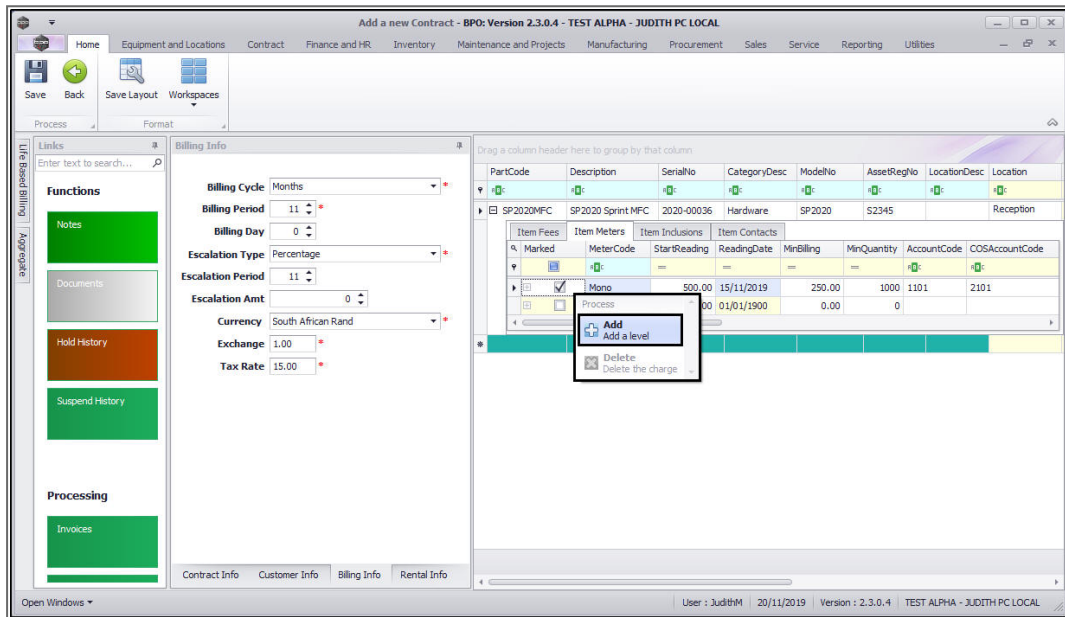 Add a new Contract - BPO: Version 2.3.0.4 - TEST ALPHA - JUDITH PC LOCAL
Home Equipment and Locations Contract Finance and HR Inventory Maintenance and Projects Manufacturing Procurement Sales Service Reporting Utilities
Save Back Save Layout Workspaces
Process Format
Life Based Billing
Aggregate
Links
Enter text to search...
Functions
Notes
Documents
Hold History
Suspend History
Processing
Invoices
Billing Info
Billing Cycle Months *
Billing Period 11 *
Billing Day 0
Escalation Type Percentage *
Escalation Period 11
Escalation Amt 0
Currency South African Rand *
Exchange 1.00 *
Tax Rate 15.00 *
Contract Info Customer Info Billing Info Rental Info
Drag a column header here to group by that column
PartCode Description SerialNo CategoryDesc ModelNo AssetRegNo LocationDesc Location
SP2020MFC SP2020 Sprint MFC 2020-00036 Hardware SP2020 S2345 Reception
Item Fees Item Meters Item Inclusions Item Contacts
Marked MeterCode StartReading ReadingDate MinBilling MinQuantity AccountCode COSAccountCode
Mono 500.00 15/11/2019 250.00 1000 1101 2101
00 01/01/1900 0.00 0
Process
Add
Add a level
Delete
Delete the charge
Open Windows User : JudithM 20/11/2019 Version : 2.3.0.4 TEST ALPHA - JUDITH PC LOCAL